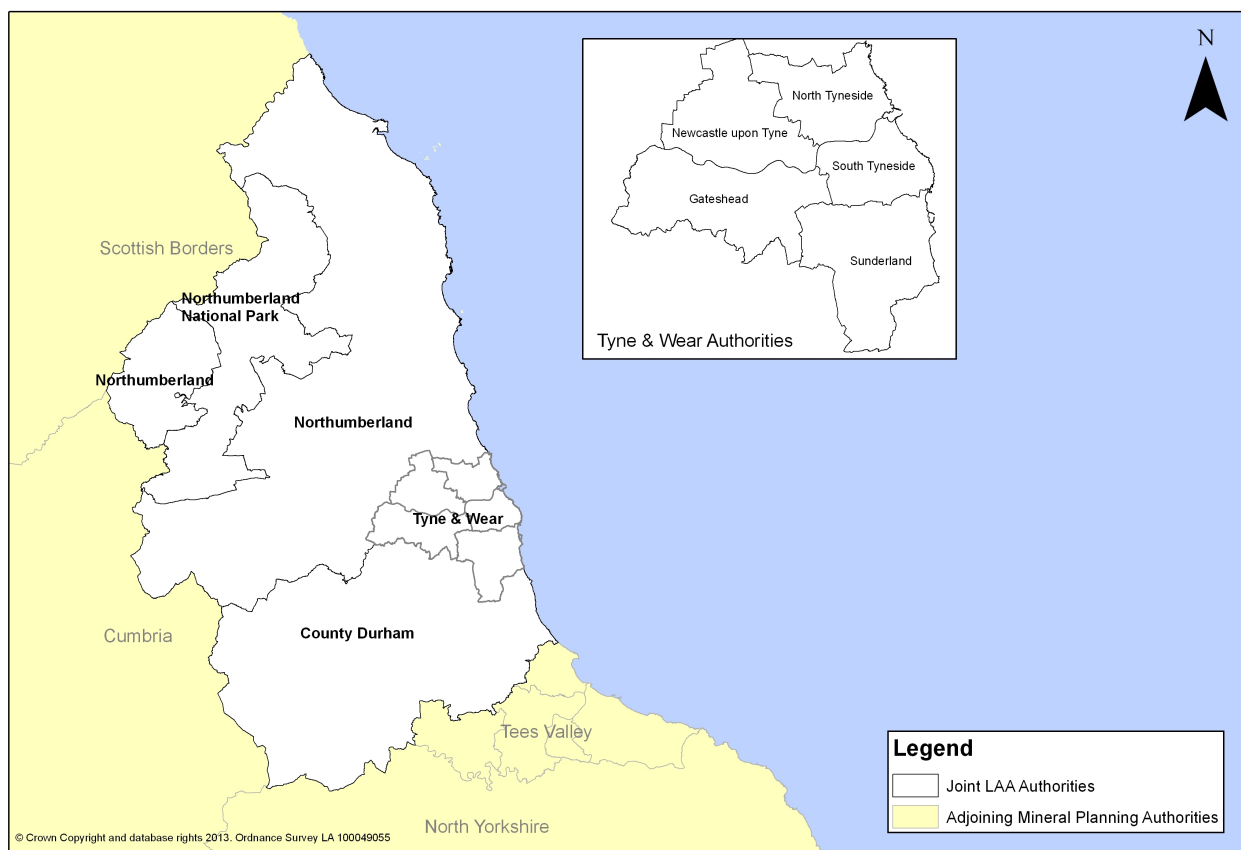 N
North Tyneside
Newcastle upon Tyne
South Tyneside
Gateshead
Sunderland
Tyne & Wear Authorities
Scottish Borders
Northumberland
National Park
Northumberland
Northumberland
Tyne & Wear
County Durham
Cumbria
Tees Valley
North Yorkshire
Legend
Joint LAA Authorities
Adjoining Mineral Planning Authorities
© Crown Copyright and database rights 2013. Ordnance Survey LA 100049055